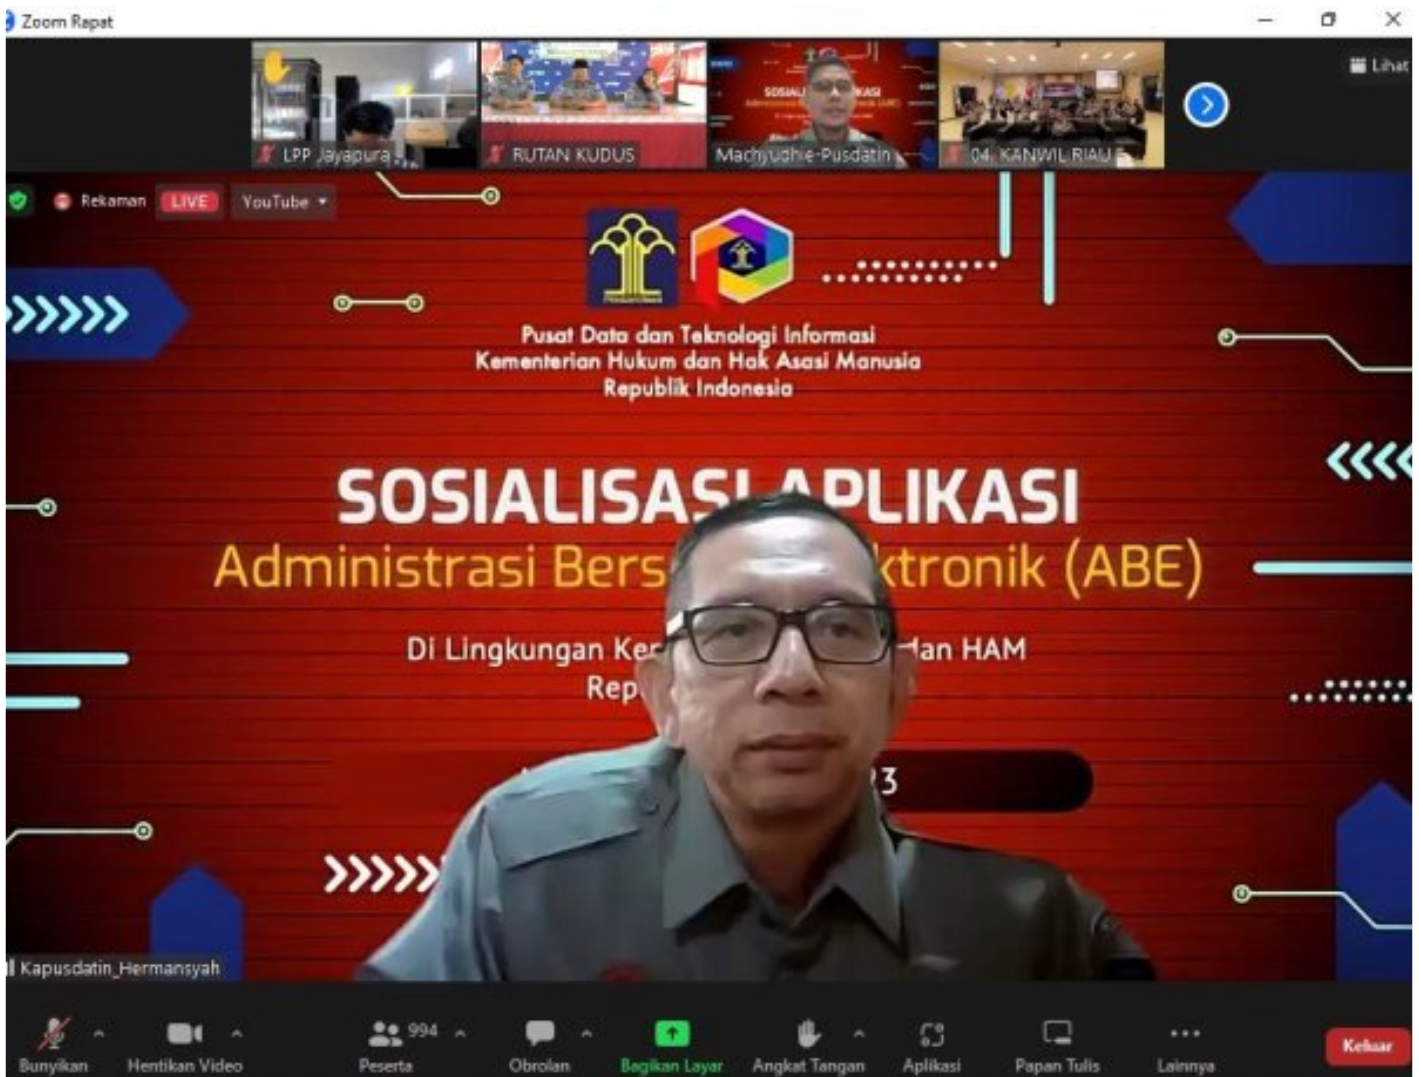 Zoom Rapat
Lihat
LPP Jayapura
RUTAN KUDUS
Machyudhie-Pusdatin
04. KANWIL RIAU
Rekaman LIVE YouTube
Pusat Data dan Teknologi Informasi
Kementerian Hukum dan Hak Asasi Manusia
Republik Indonesia
SOSIALISASI APLIKASI
Administrasi Bers ktronik (ABE)
Di Lingkungan Ke dan HAM
Rep
23
Kapusdatin_Hermansyah
994
Bunyikan Hentikan Video Peserta Obrolan Bagikan Layar Angkat Tangan Aplikasi Papan Tulis Lainnya
Keluar